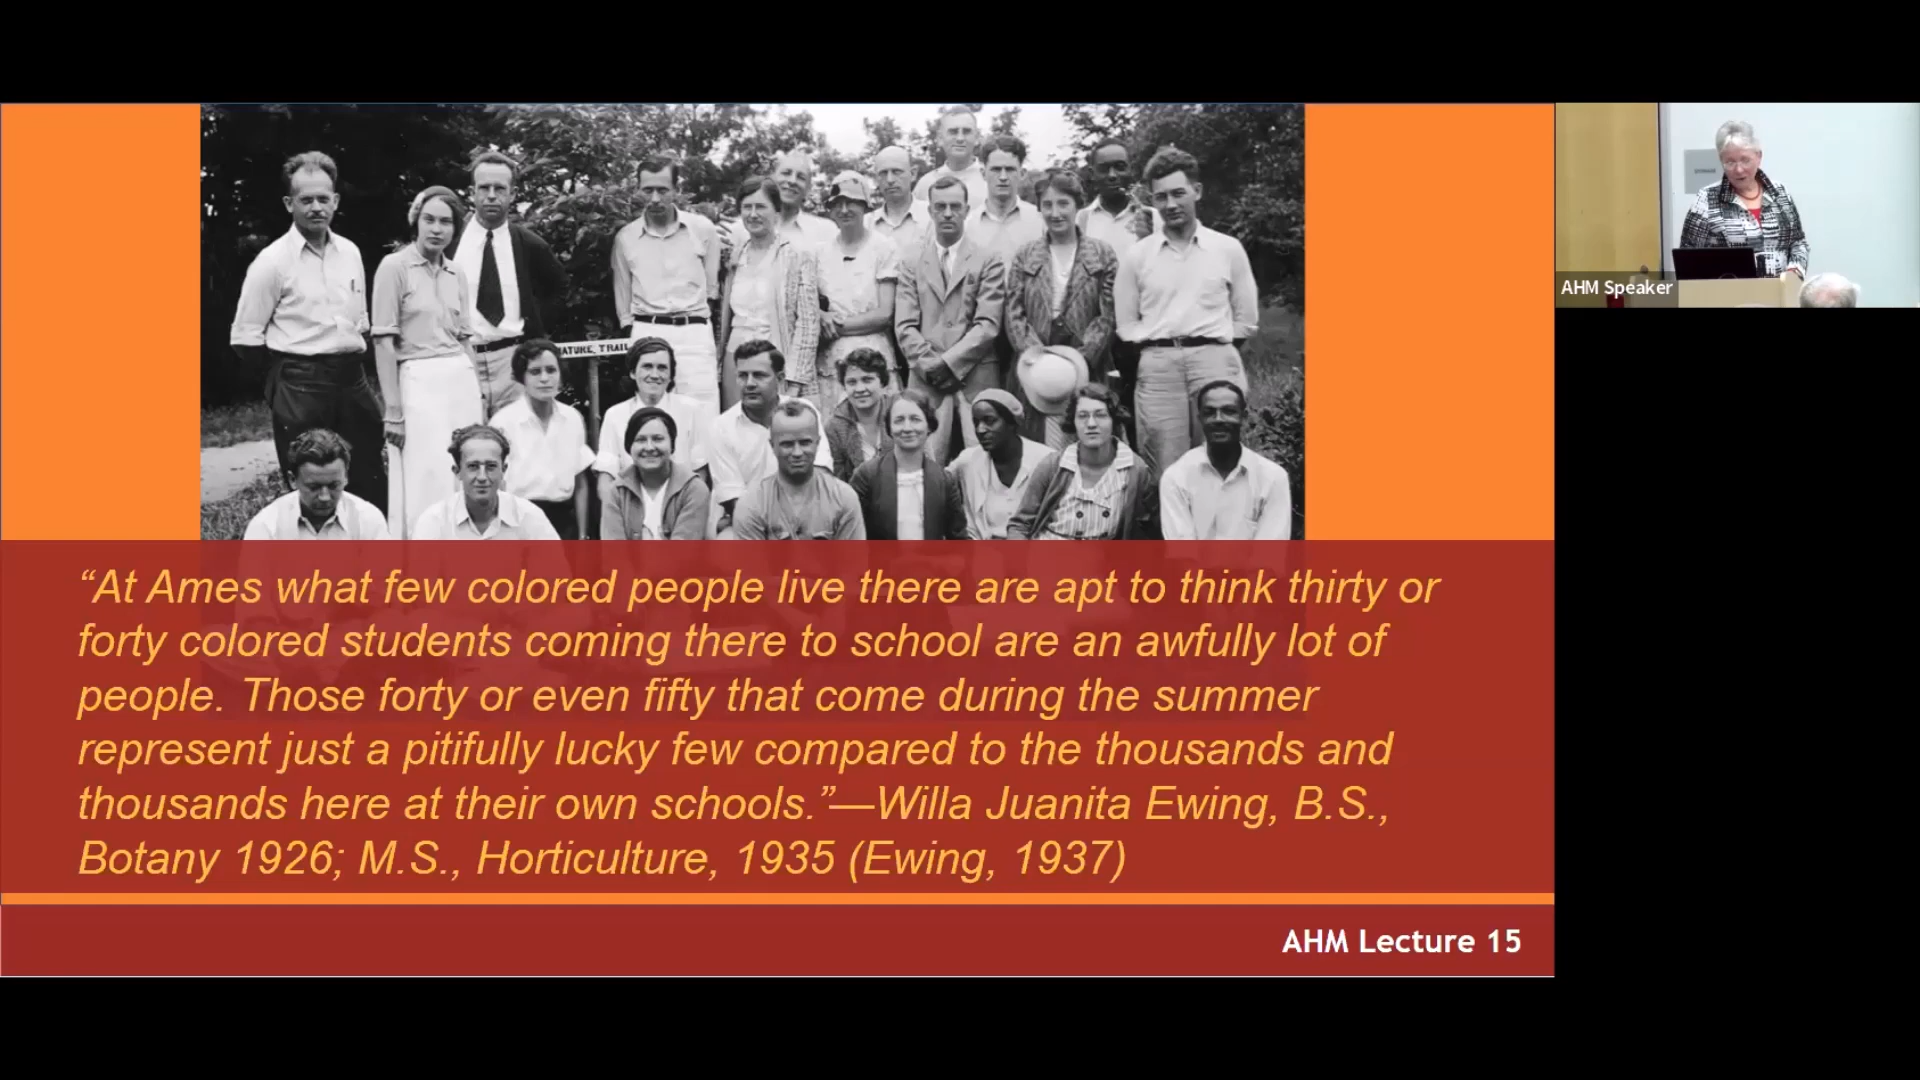 NATURE TRAIL
“At Ames what few colored people live there are apt to think thirty or
forty colored students coming there to school are an awfully lot of
people. Those forty or even fifty that come during the summer
represent just a pitifully lucky few compared to the thousands and
thousands here at their own schools.”—Willa Juanita Ewing, B.S.,
Botany 1926; M.S., Horticulture, 1935 (Ewing, 1937)
AHM Lecture 15
AHM Speaker